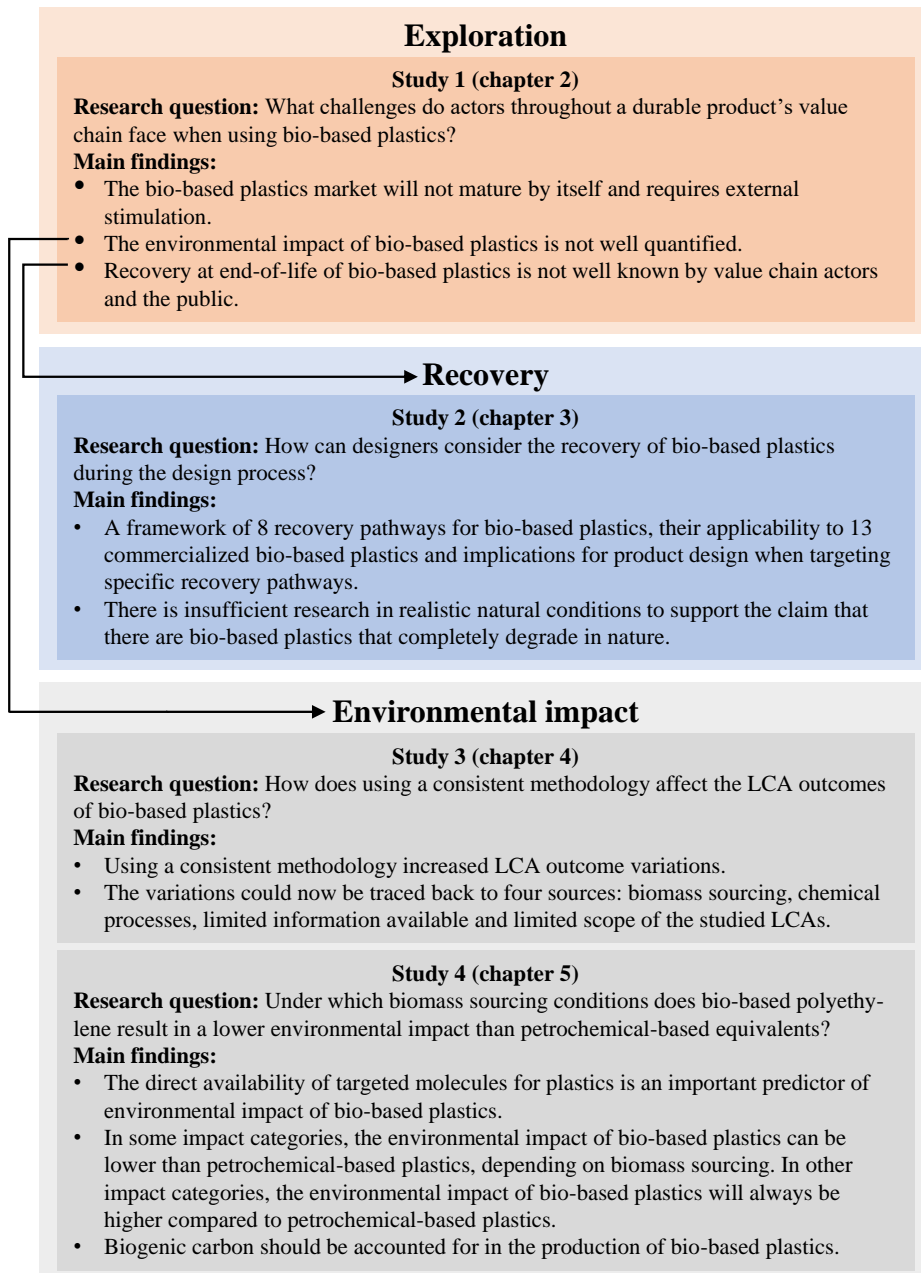 Exploration
Study 1 (chapter 2)
Research question: What challenges do actors throughout a durable product's value
chain face when using bio-based plastics?
Main findings:
• The bio-based plastics market will not mature by itself and requires external
stimulation.
• The environmental impact of bio-based plastics is not well quantified.
• Recovery at end-of-life of bio-based plastics is not well known by value chain actors
and the public.
Recovery
Study 2 (chapter 3)
Research question: How can designers consider the recovery of bio-based plastics
during the design process?
Main findings:
• A framework of 8 recovery pathways for bio-based plastics, their applicability to 13
commercialized bio-based plastics and implications for product design when targeting
specific recovery pathways.
• There is insufficient research in realistic natural conditions to support the claim that
there are bio-based plastics that completely degrade in nature.
Environmental impact
Study 3 (chapter 4)
Research question: How does using a consistent methodology affect the LCA outcomes
of bio-based plastics?
Main findings:
• Using a consistent methodology increased LCA outcome variations.
• The variations could now be traced back to four sources: biomass sourcing, chemical
processes, limited information available and limited scope of the studied LCAs.
Study 4 (chapter 5)
Research question: Under which biomass sourcing conditions does bio-based polyethy-
lene result in a lower environmental impact than petrochemical-based equivalents?
Main findings:
• The direct availability of targeted molecules for plastics is an important predictor of
environmental impact of bio-based plastics.
• In some impact categories, the environmental impact of bio-based plastics can be
lower than petrochemical-based plastics, depending on biomass sourcing. In other
impact categories, the environmental impact of bio-based plastics will always be
higher compared to petrochemical-based plastics.
• Biogenic carbon should be accounted for in the production of bio-based plastics.